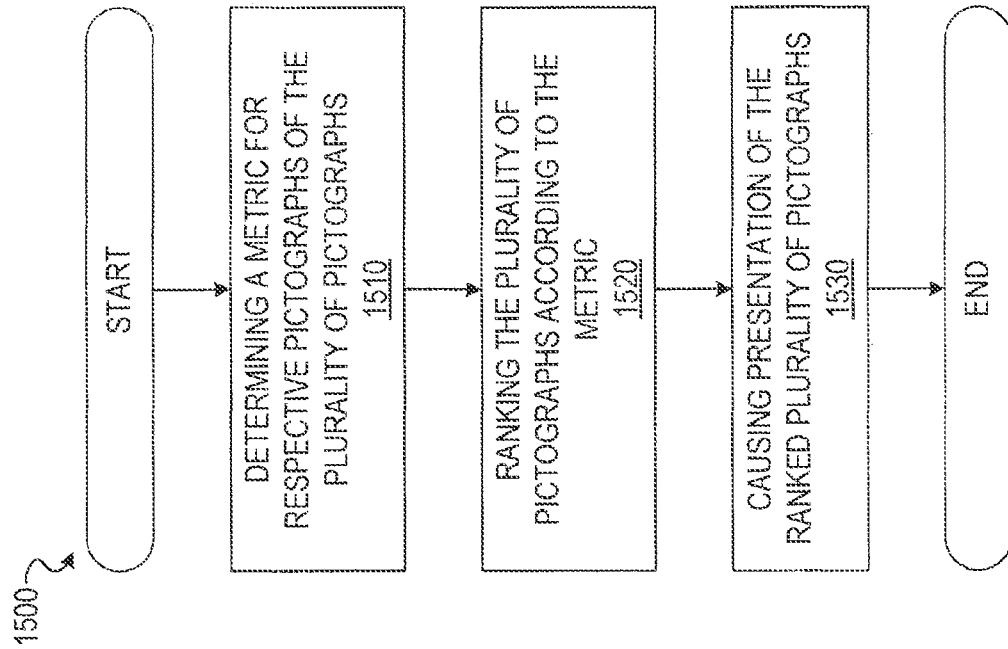 1500
START
DETERMINING A METRIC FOR
RESPECTIVE PICTOGRAPHS OF THE
PLURALITY OF PICTOGRAPHS
1510
RANKING THE PLURALITY OF
PICTOGRAPHS ACCORDING TO THE
METRIC
1520
CAUSING PRESENTATION OF THE
RANKED PLURALITY OF PICTOGRAPHS
1530
END